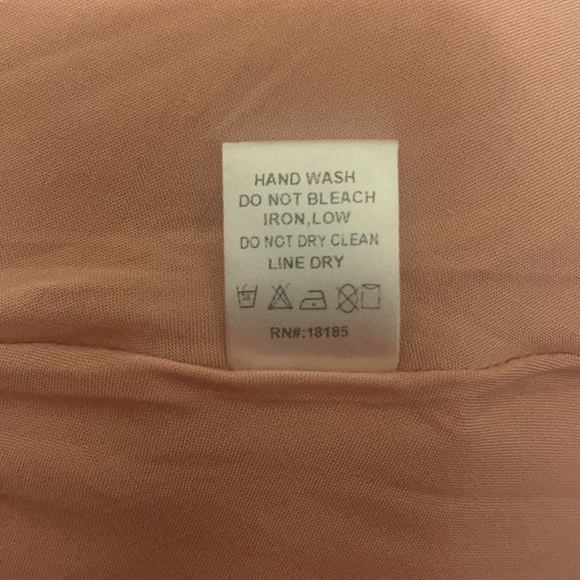 HAND WASH
DO NOT BLEACH
IRON,LOW
DO NOT DRY CLEAN
LINE DRY
RN#:18185